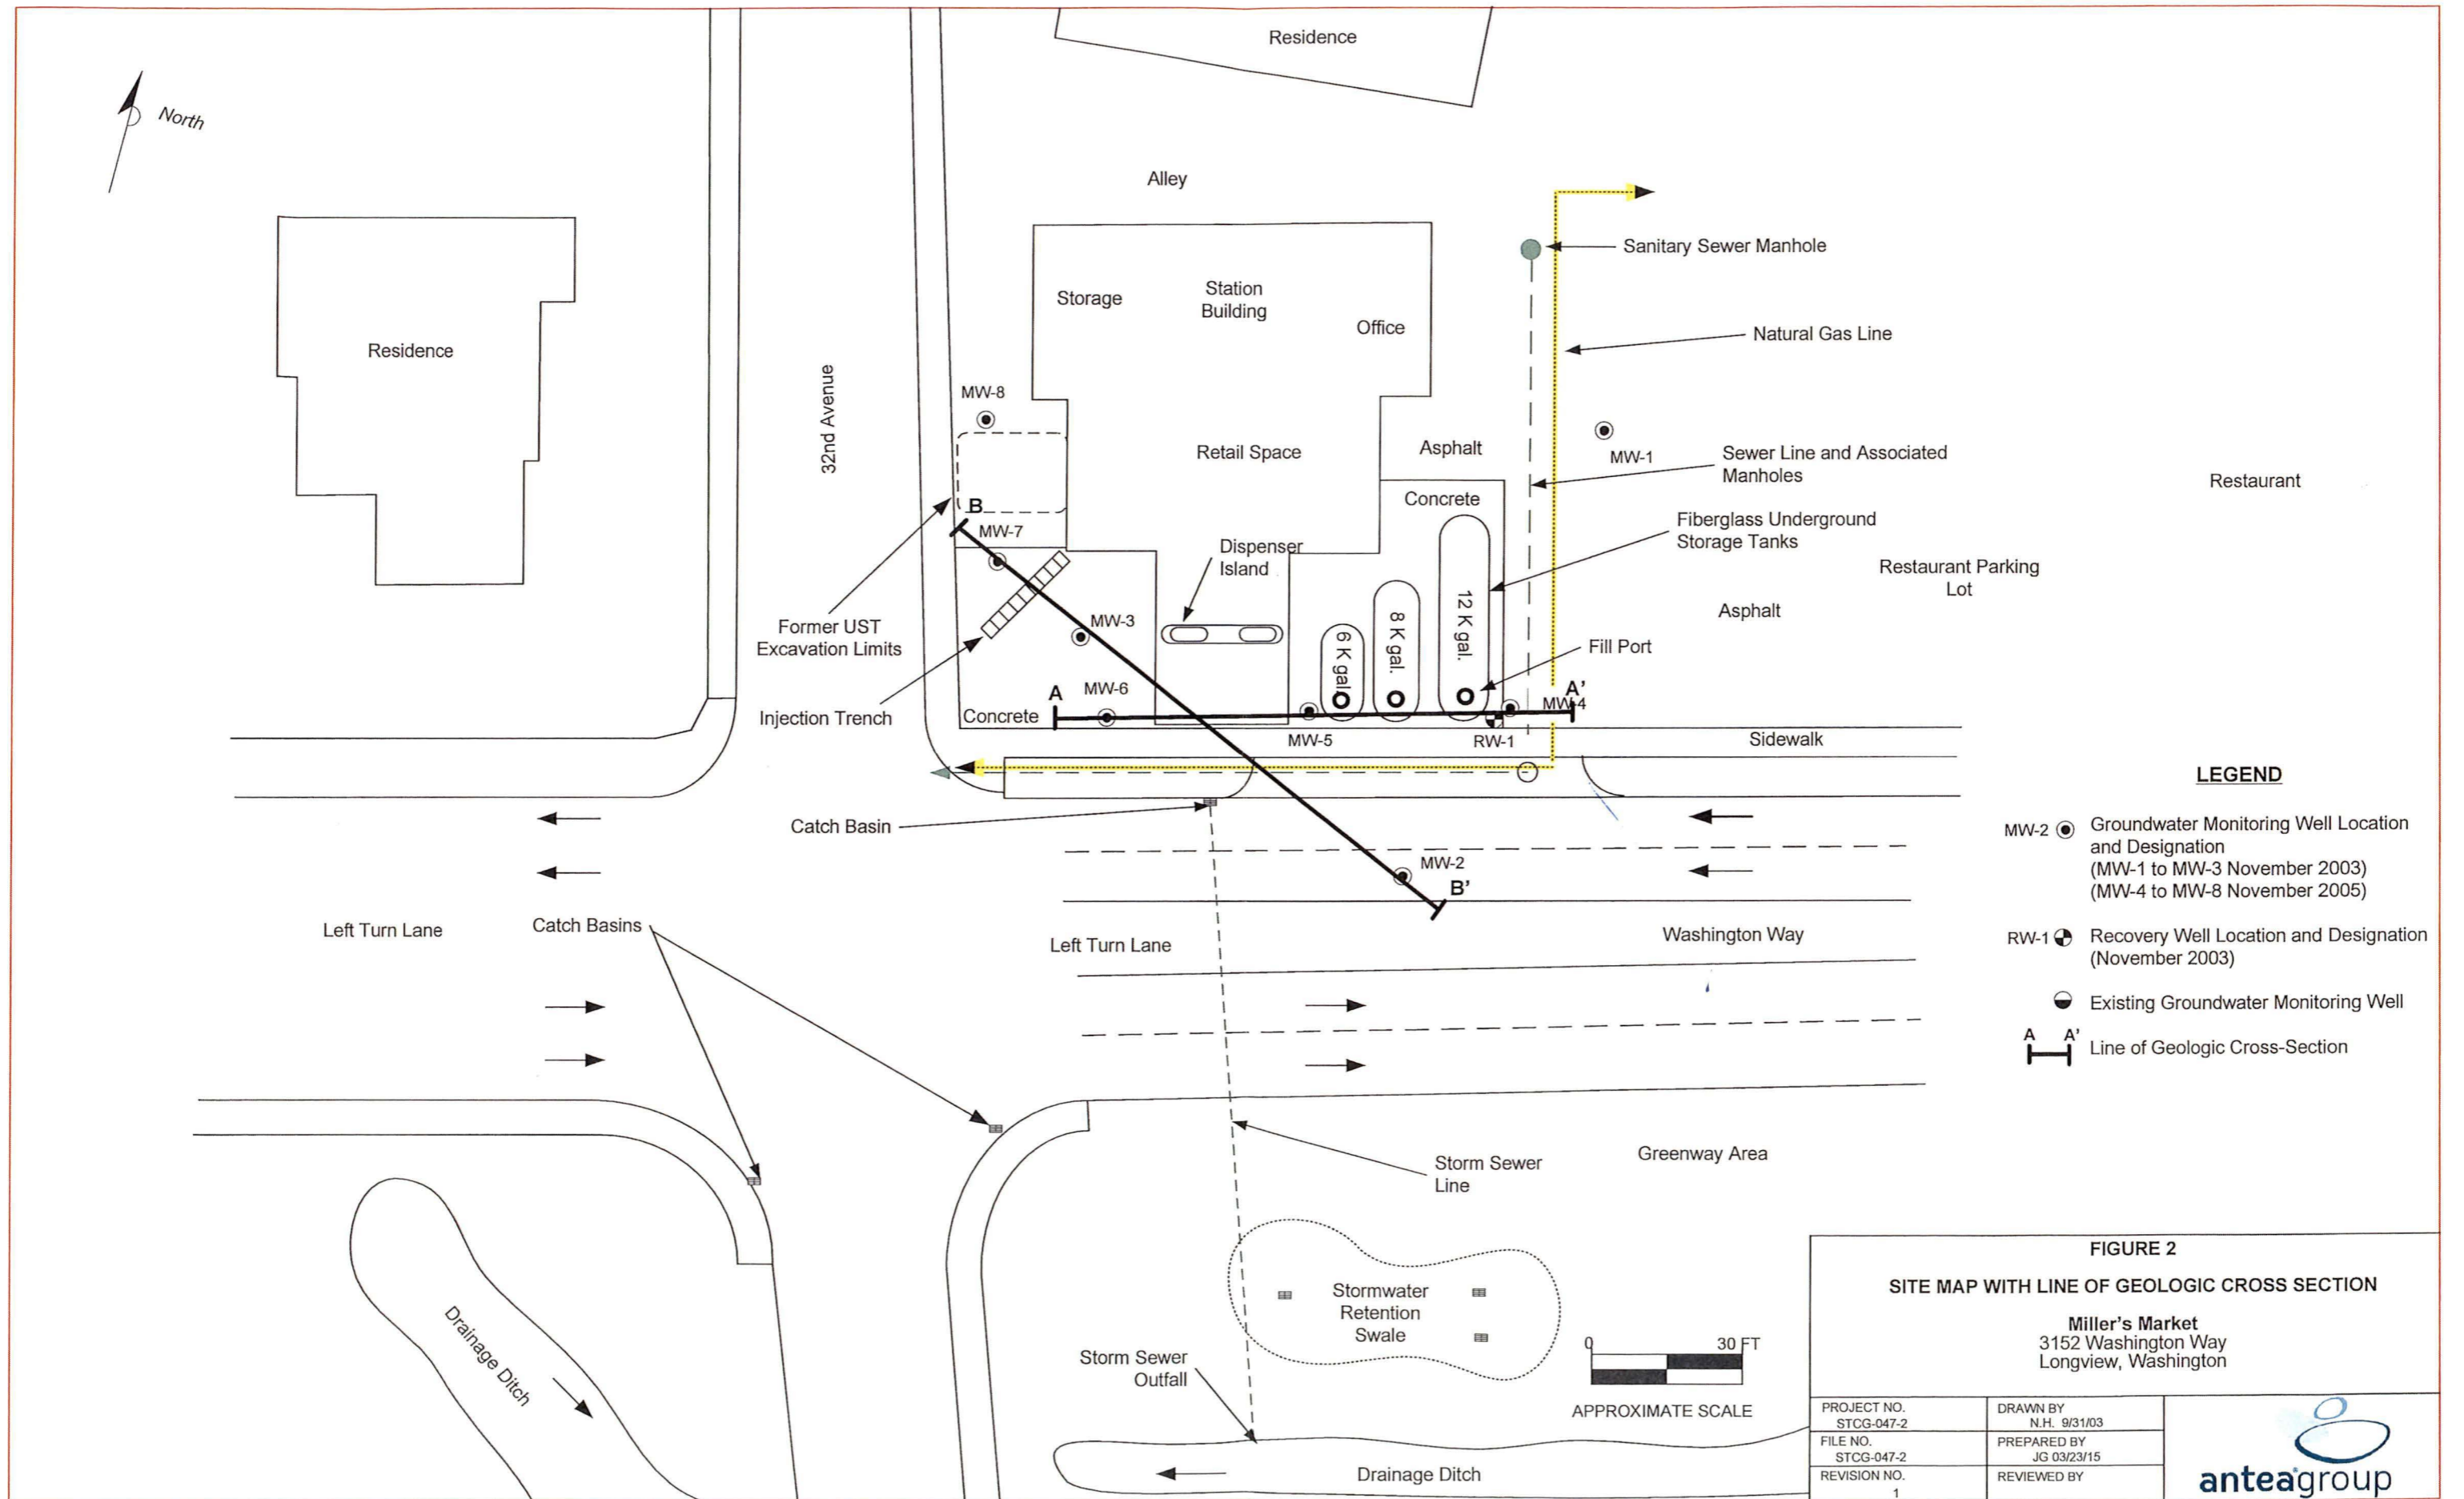 Residence
North
Alley
Sanitary Sewer Manhole
Storage
Station
Building
Office
Natural Gas Line
Residence
32nd Avenue
MW-8
Retail Space
Asphalt
MW-1
Sewer Line and Associated
Manholes
Restaurant
Concrete
B
MW-7
Fiberglass Underground
Storage Tanks
Dispenser
Island
Restaurant Parking
Lot
12 K gal.
8 K gal.
6 K gal.
Asphalt
Former UST
Excavation Limits
MW-3
Fill Port
A
MW-6
A'
MW-4
Injection Trench
Concrete
MW-5
RW-1
Sidewalk
Catch Basin
MW-2
B'
Left Turn Lane
Catch Basins
Left Turn Lane
Washington Way
Storm Sewer
Line
Greenway Area
Stormwater
Retention
Swale
Drainage Ditch
Storm Sewer
Outfall
Drainage Ditch
0 30 FT
APPROXIMATE SCALE
LEGEND
MW-2 Groundwater Monitoring Well Location
and Designation
(MW-1 to MW-3 November 2003)
(MW-4 to MW-8 November 2005)
RW-1 Recovery Well Location and Designation
(November 2003)
Existing Groundwater Monitoring Well
A A'
Line of Geologic Cross-Section
FIGURE 2
SITE MAP WITH LINE OF GEOLOGIC CROSS SECTION
Miller's Market
3152 Washington Way
Longview, Washington
PROJECT NO.
STCG-047-2
DRAWN BY
N.H. 9/31/03
FILE NO.
STCG-047-2
PREPARED BY
JG 03/23/15
REVISION NO.
1
REVIEWED BY
anteagroup